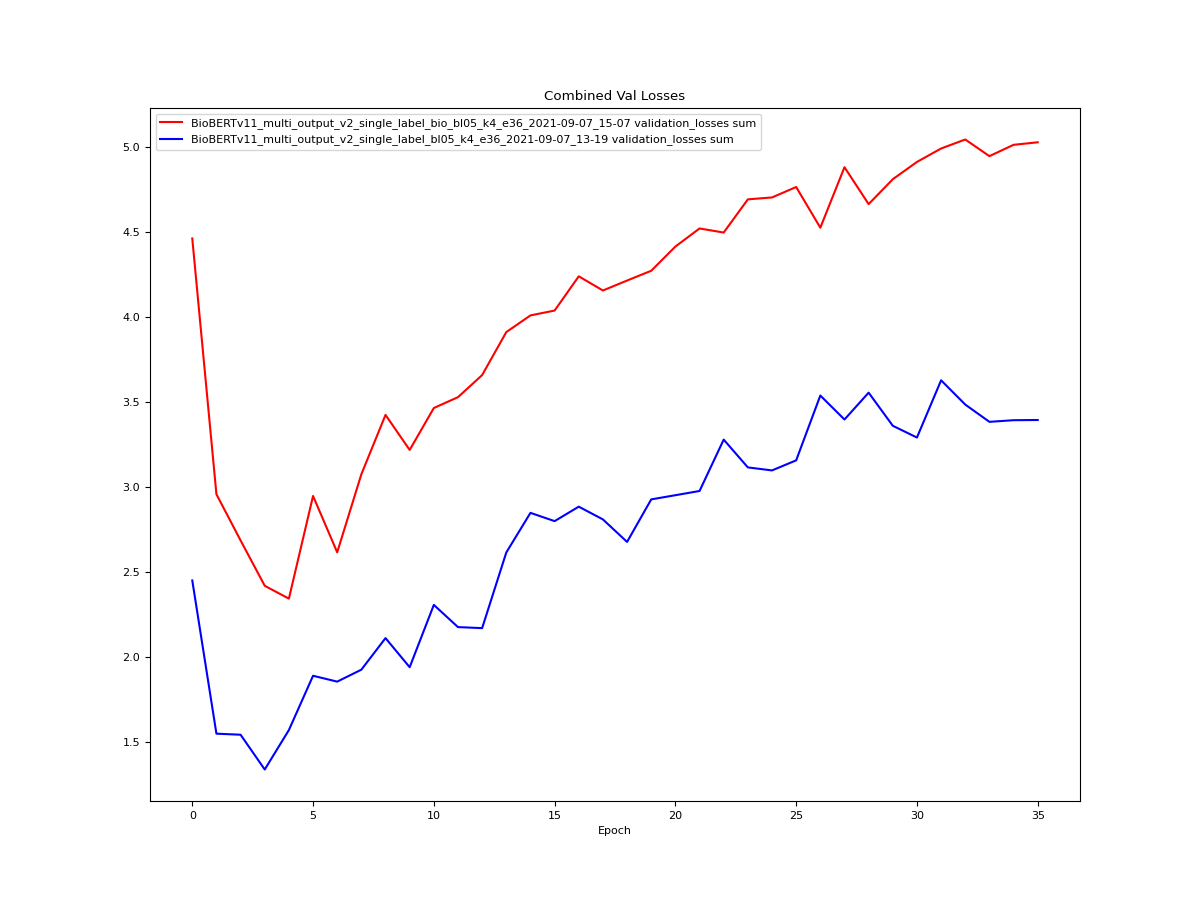 Combined Val Losses
BioBERTv11_multi_output_v2_single_label_bio_bl05_k4_e36_2021-09-07_15-07 validation_losses sum
BioBERTv11_multi_output_v2_single_label_bl05_k4_e36_2021-09-07_13-19 validation_losses sum
5.0
4.5
4.0
3.5
3.0
2.5
2.0
1.5
0 5 10 15 20 25 30 35
Epoch